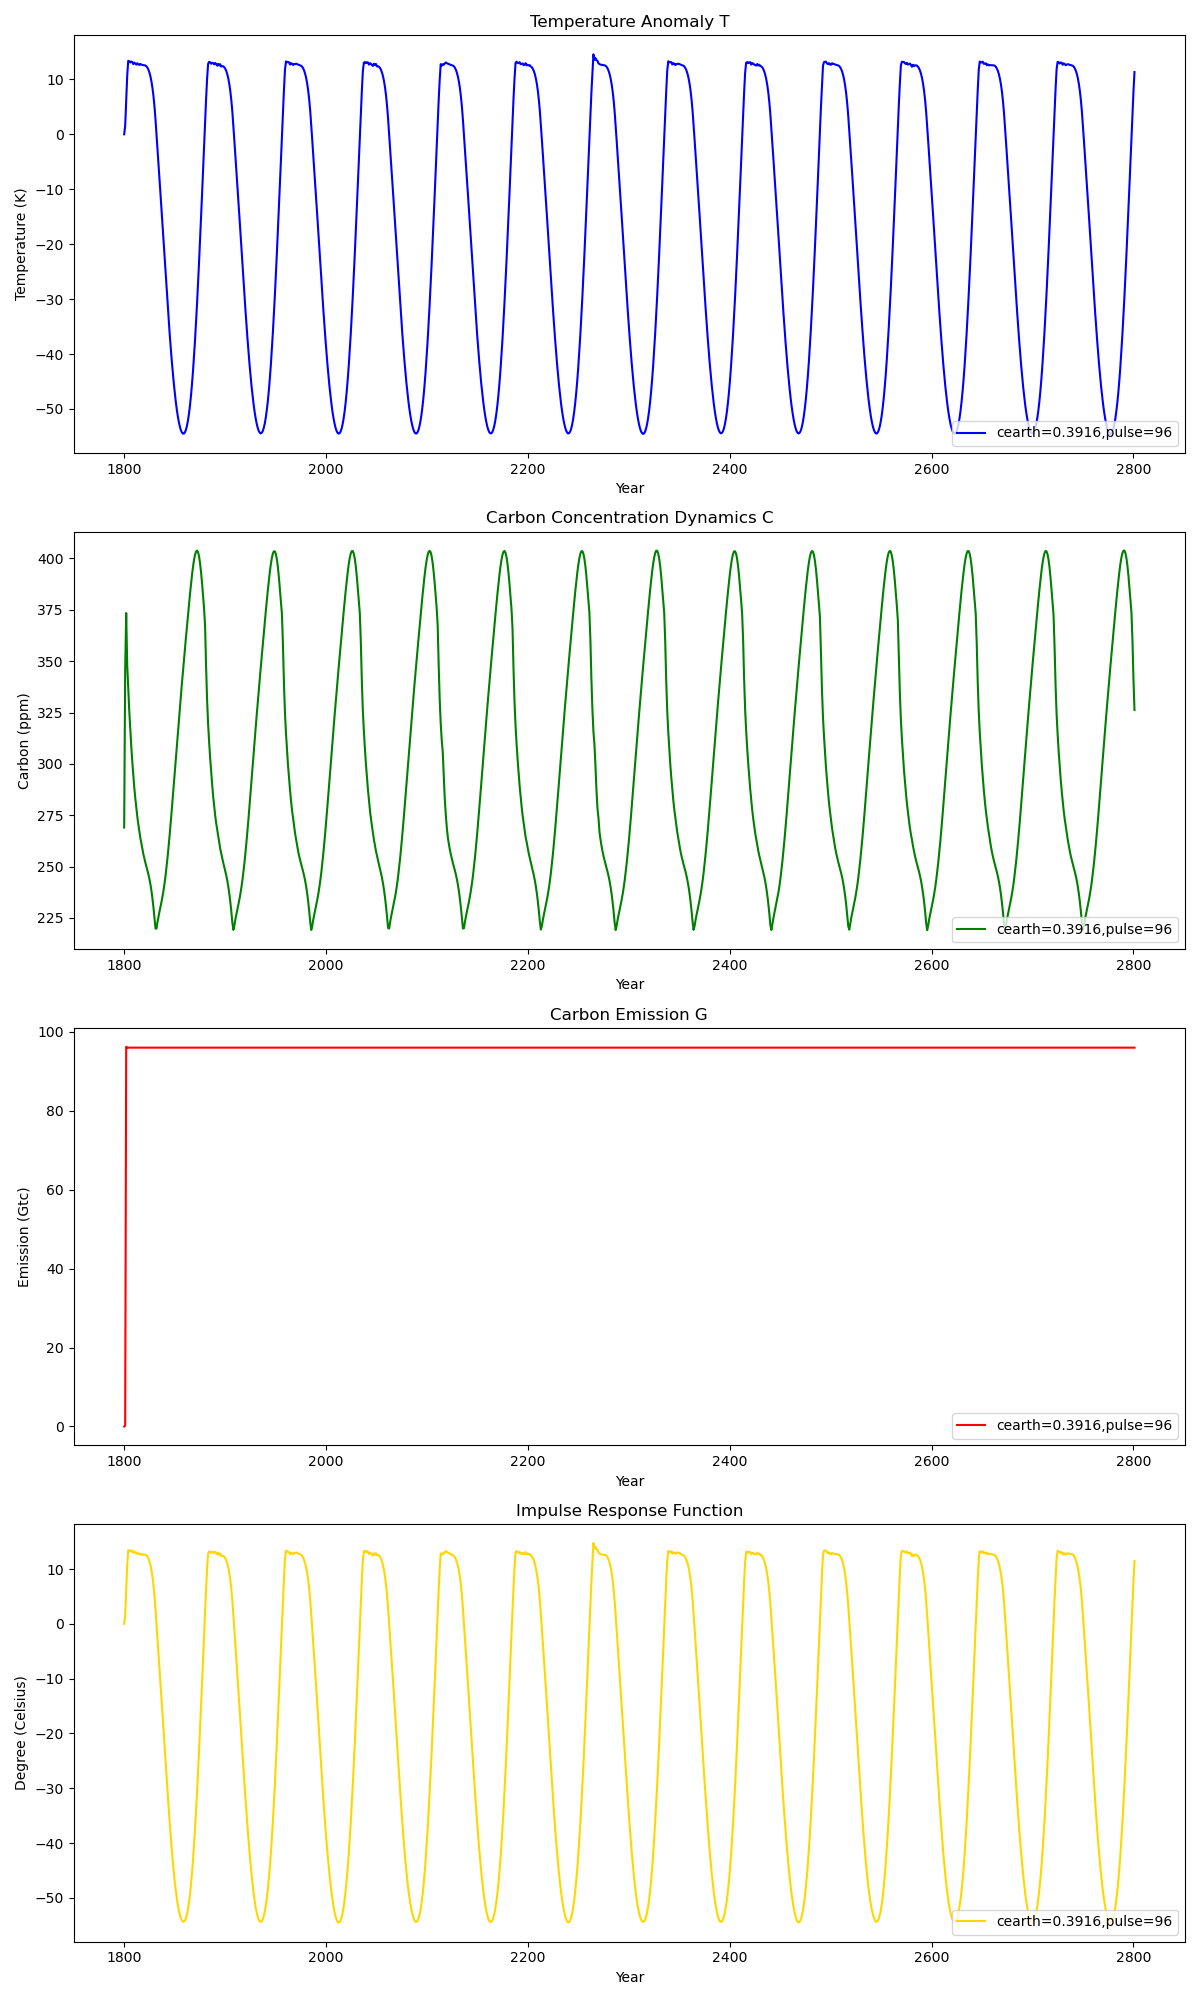 Temperature Anomaly T
10
0
−10
−20
−30
−40
−50
Temperature (K)
cearth=0.3916,pulse=96
1800 2000 2200 2400 2600 2800
Year
Carbon Concentration Dynamics C
400
375
350
325
300
275
250
225
Carbon (ppm)
cearth=0.3916,pulse=96
1800 2000 2200 2400 2600 2800
Year
Carbon Emission G
100
80
60
40
20
0
Emission (Gtc)
cearth=0.3916,pulse=96
1800 2000 2200 2400 2600 2800
Year
Impulse Response Function
10
0
−10
−20
−30
−40
−50
Degree (Celsius)
cearth=0.3916,pulse=96
1800 2000 2200 2400 2600 2800
Year